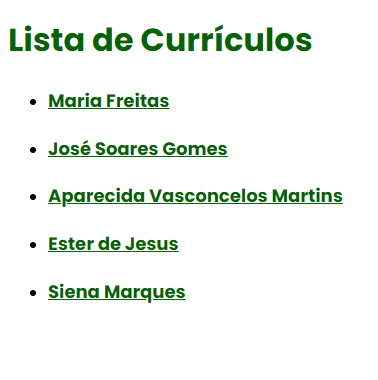 Lista de Currículos
Maria Freitas
José Soares Gomes
Aparecida Vasconcelos Martins
Ester de Jesus
Siena Marques